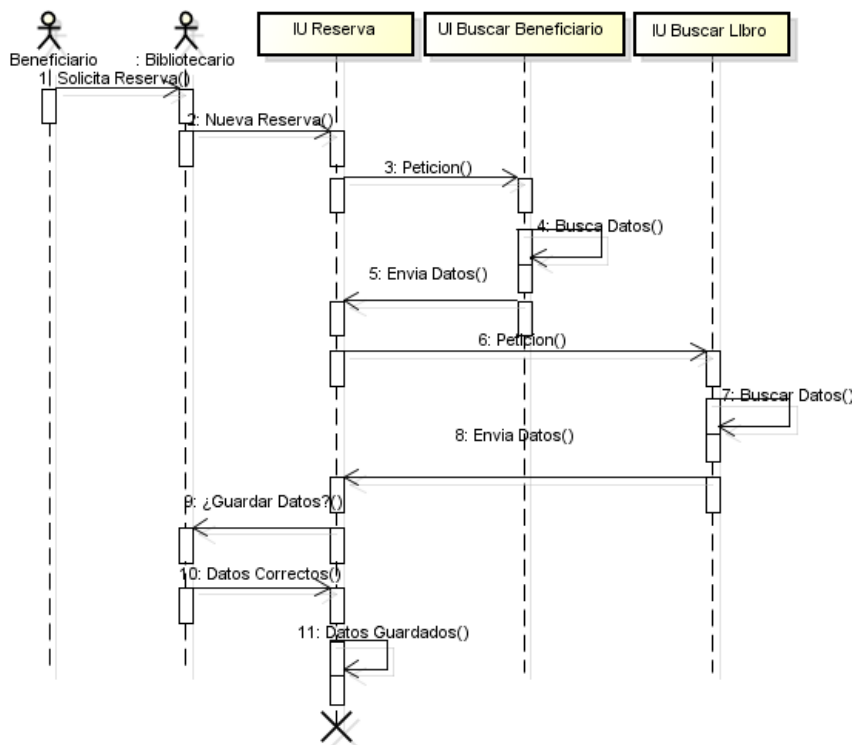 IU Reserva
UI Buscar Beneficiario
IU Buscar LIbro
Beneficiario
: Bibliotecario
1: Solicita Reserva()
2: Nueva Reserva()
3: Peticion()
4: Busca Datos()
5: Envia Datos()
6: Peticion()
7: Buscar Datos()
8: Envia Datos()
9: ¿Guardar Datos?()
10: Datos Correctos()
11: Datos Guardados()